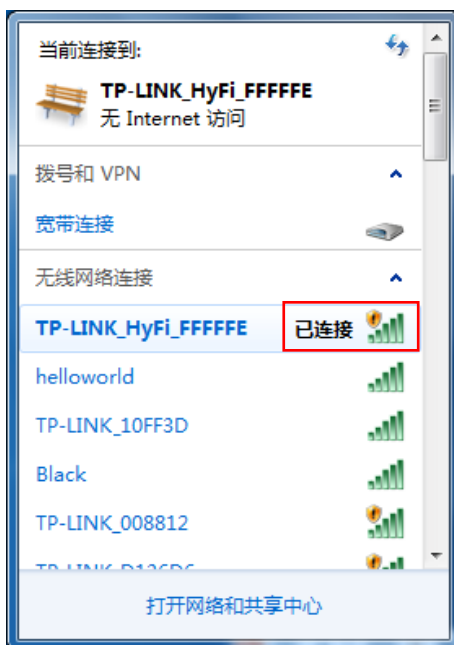 当前连接到:
TP-LINK_HyFi_FFFFFE
无 Internet 访问
拨号和 VPN
宽带连接
无线网络连接
TP-LINK_HyFi_FFFFFE 已连接
helloworld
TP-LINK_10FF3D
Black
TP-LINK_008812
打开网络和共享中心